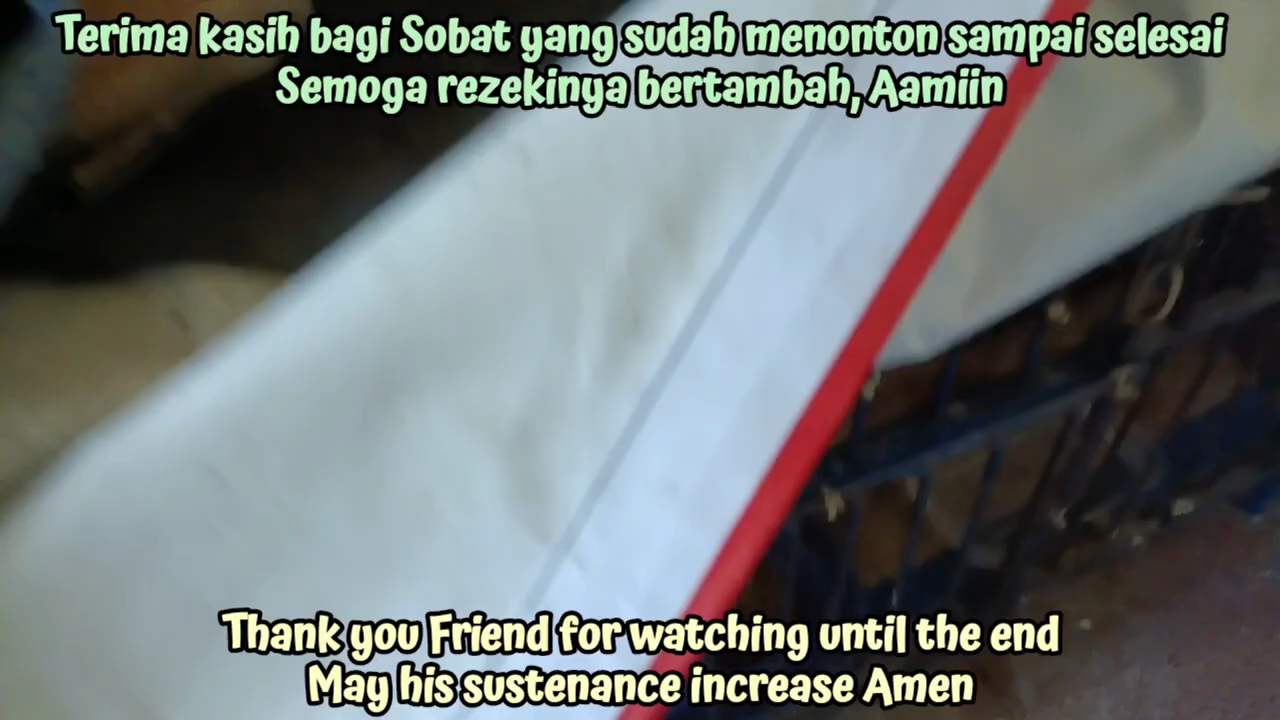 Terima kasih bagi Sobat yang sudah menonton sampai selesai
Semoga rezekinya bertambah, Aamiin
Thank you Friend for watching until the end
May his sustenance increase Amen